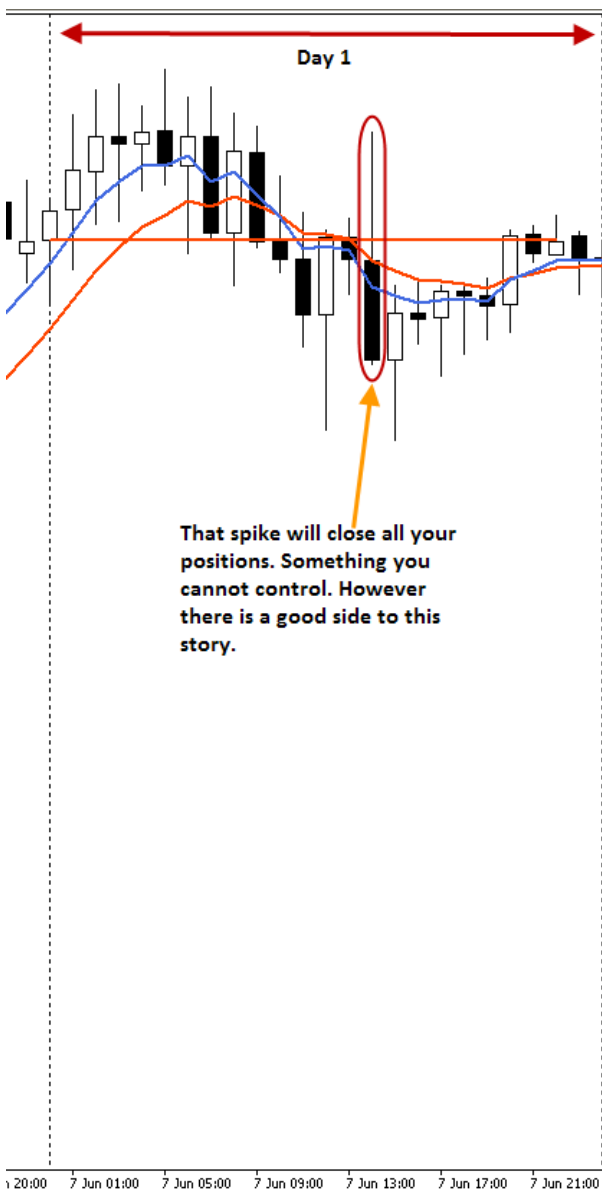 Day 1
That spike will close all your
positions. Something you
cannot control. However
there is a good side to this
story.
20:00 7 Jun 01:00 7 Jun 05:00 7 Jun 09:00 7 Jun 13:00 7 Jun 17:00 7 Jun 21:00